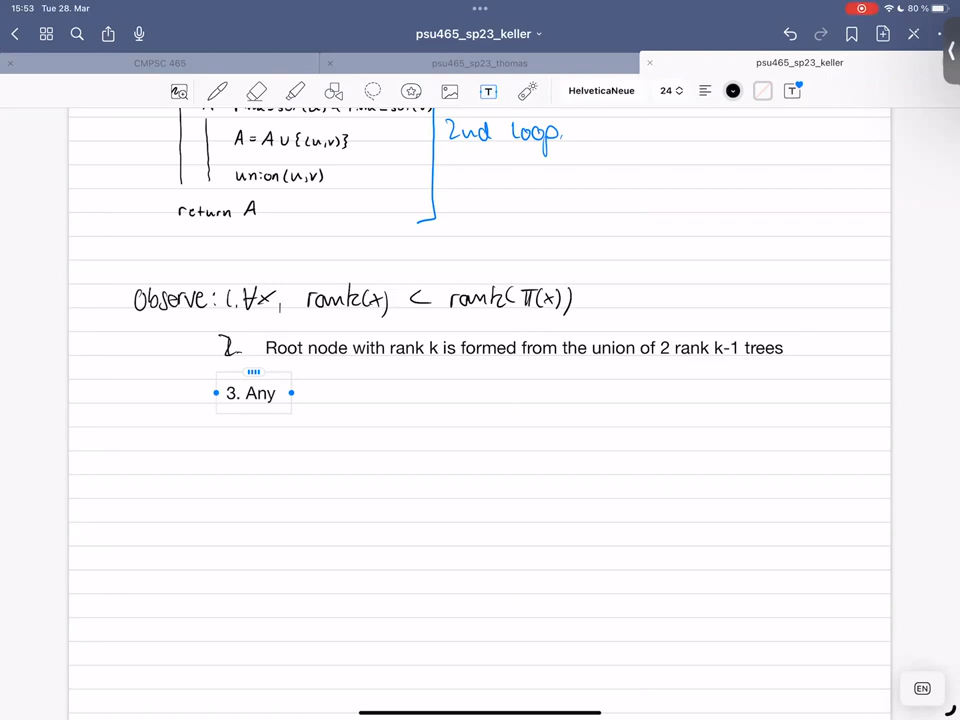 15:53 Tue 28. Mar
80 %
psu465_sp23_keller
CMPSC 465
psu465_sp23_thomas
psu465_sp23_keller
T
HelveticaNeue
24
T
A = A ∪ {(u,v)}
union(u,v)
return A
2nd loop.
Observe: 1. ∀x, rank(x) < rank(π(x))
2. Root node with rank k is formed from the union of 2 rank k-1 trees
3. Any
EN